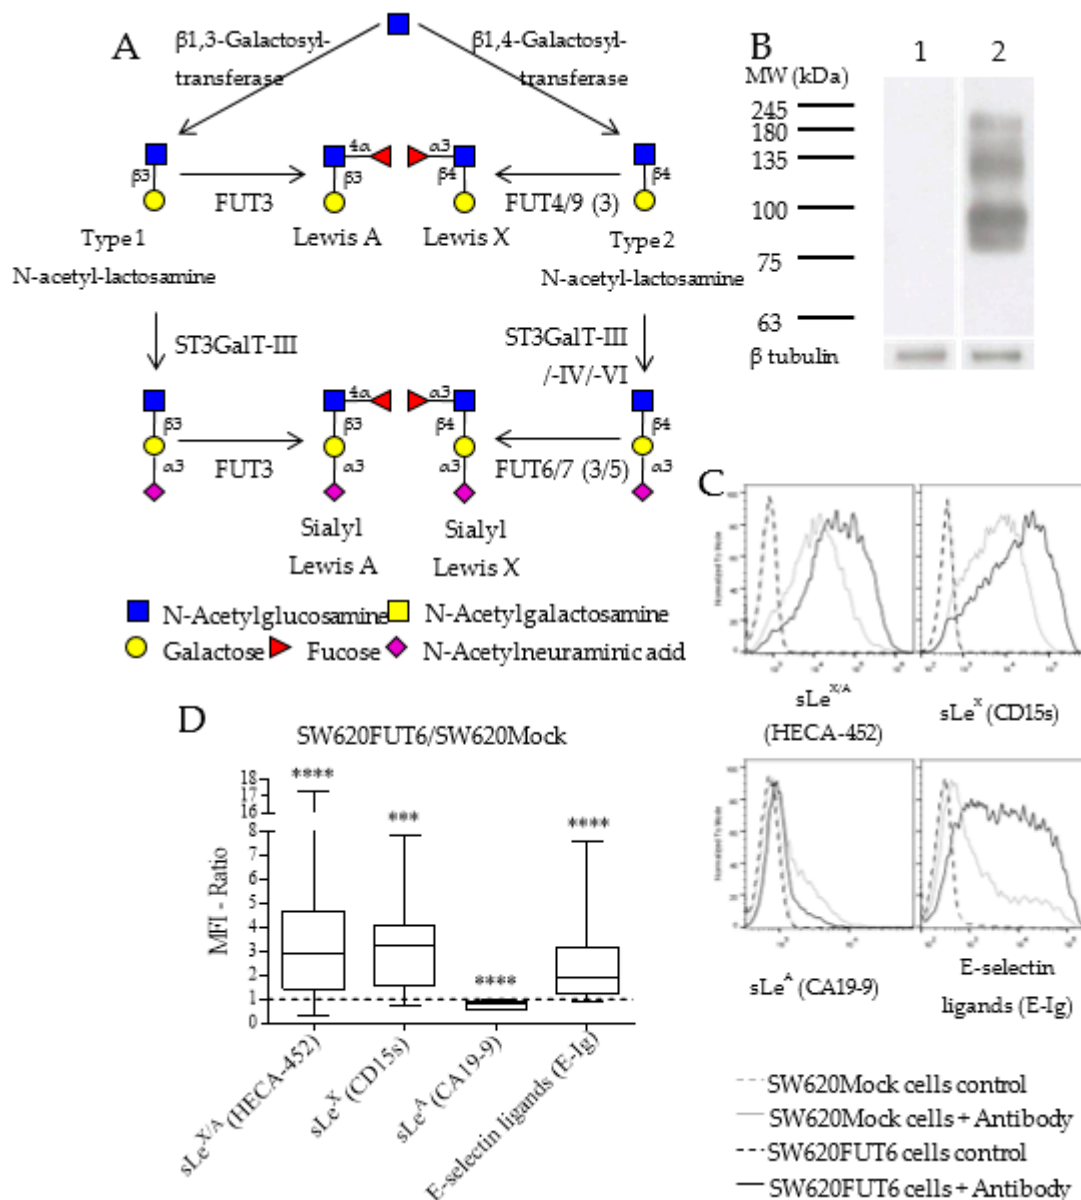 A
β1,3-Galactosyl-
transferase
β1,4-Galactosyl-
transferase
β3
FUT3
4α
β3
α3
β4
FUT4/9 (3)
β4
Type 1
N-acetyl-lactosamine
Lewis A
Lewis X
Type 2
N-acetyl-lactosamine
ST3GalT-III
ST3GalT-III
/-IV/-VI
β3
α3
FUT3
4α
β3
α3
α3
β4
α3
FUT6/7 (3/5)
β4
α3
Sialyl
Lewis A
Sialyl
Lewis X
N-Acetylglucosamine
N-Acetylgalactosamine
Galactose
Fucose
N-Acetylneuraminic acid
B
1
2
MW (kDa)
245
180
135
100
75
63
β tubulin
C
sLe^X/A
(HECA-452)
sLe^x (CD15s)
sLe^A (CA19-9)
E-selectin
ligands (E-Ig)
SW620Mock cells control
SW620Mock cells + Antibody
SW620FUT6 cells control
SW620FUT6 cells + Antibody
D
SW620FUT6/SW620Mock
MFI - Ratio
18
17
16
8
7
6
5
4
3
2
1
0
****
***
****
****
sLe^X/A (HECA-452)
sLe^X (CD15s)
sLe^A (CA19-9)
E-selectin ligands (E-Ig)